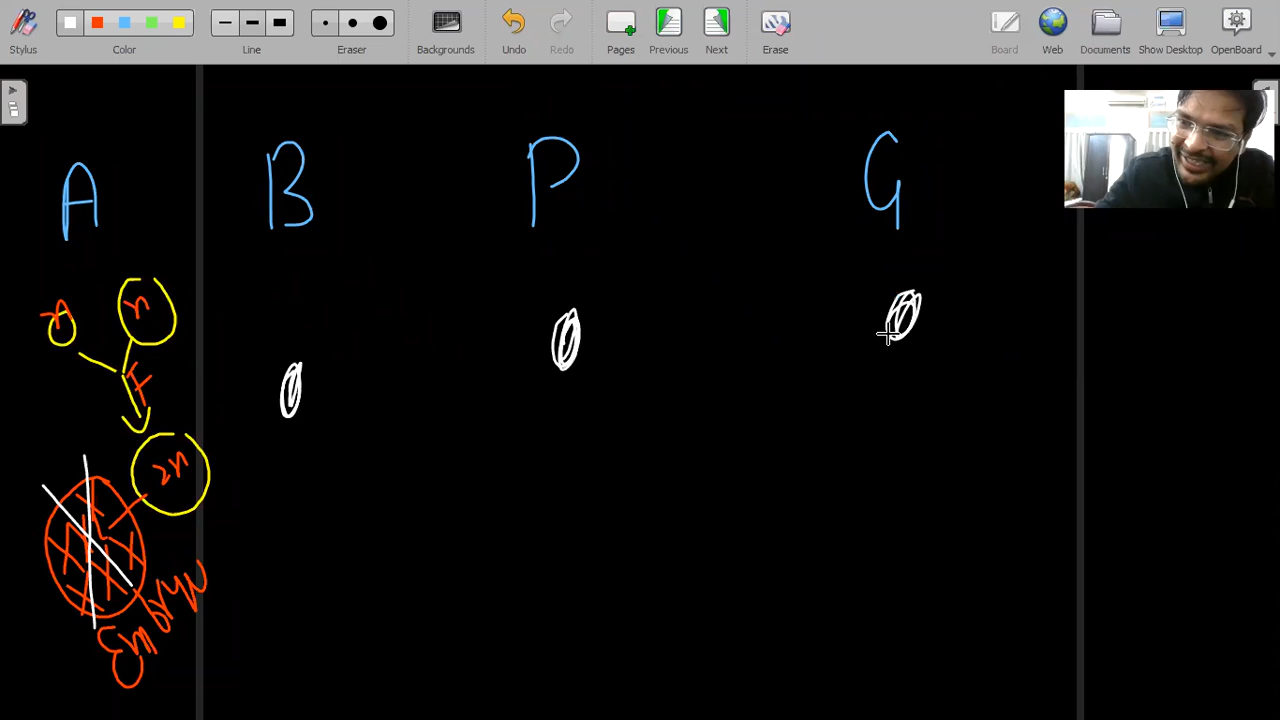 Stylus Color Line Eraser Backgrounds Undo Redo Pages Previous Next Erase Board Web Documents Show Desktop OpenBoard
A B P G
n n
F
2n
Embryo